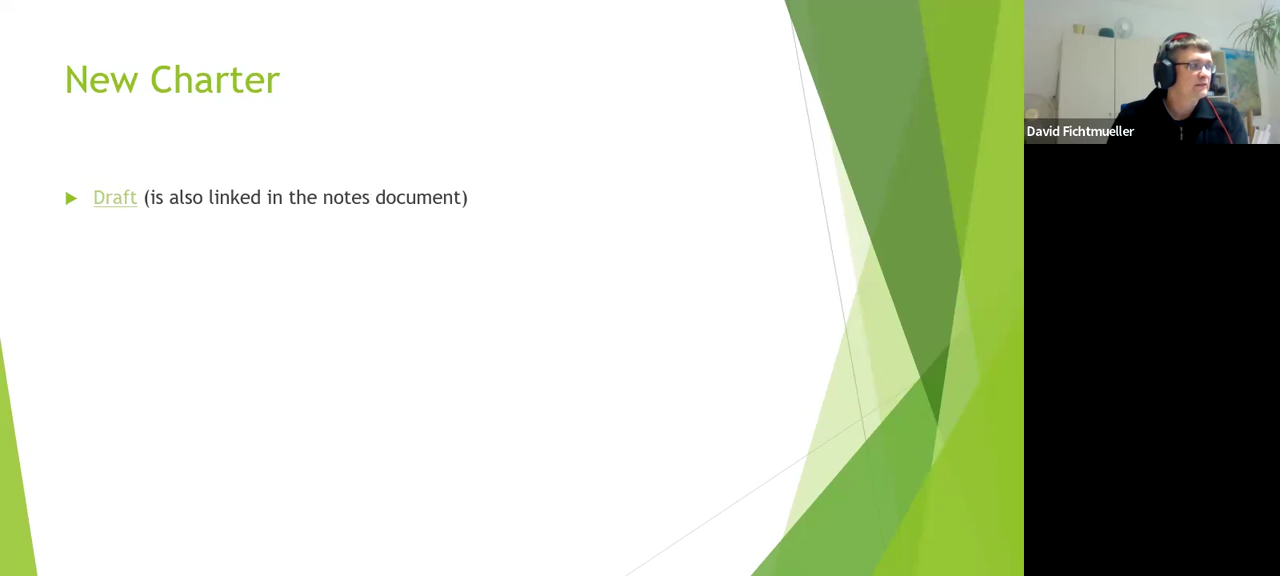 New Charter
Draft (is also linked in the notes document)
David Fichtmueller